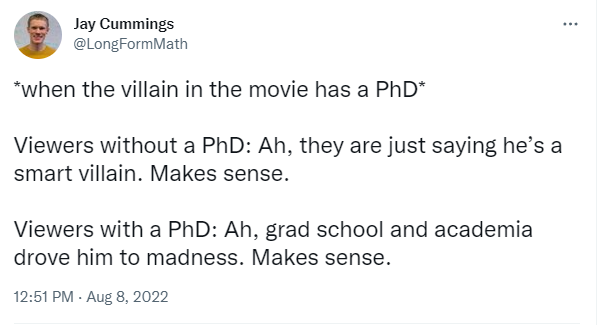 Jay Cummings
@LongFormMath
*when the villain in the movie has a PhD*
Viewers without a PhD: Ah, they are just saying he's a
smart villain. Makes sense.
Viewers with a PhD: Ah, grad school and academia
drove him to madness. Makes sense.
12:51 PM · Aug 8, 2022